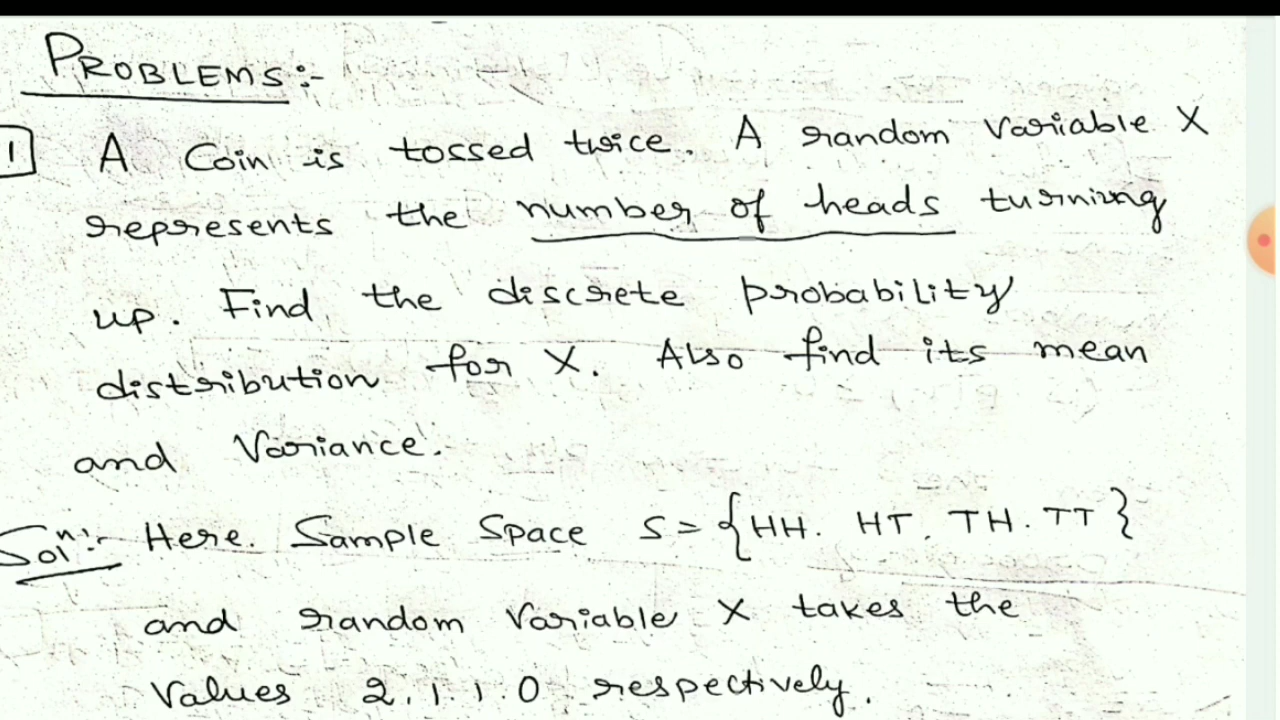 PROBLEMS:-
1 A Coin is tossed twice. A random variable X
represents the number of heads turning
up. Find the discrete probability
distribution for X. Also find its mean
and Variance.
Solⁿ:- Here. Sample Space S = {HH. HT, TH. TT}
and random Variable X takes the
Values 2, 1, 1, 0 respectively.